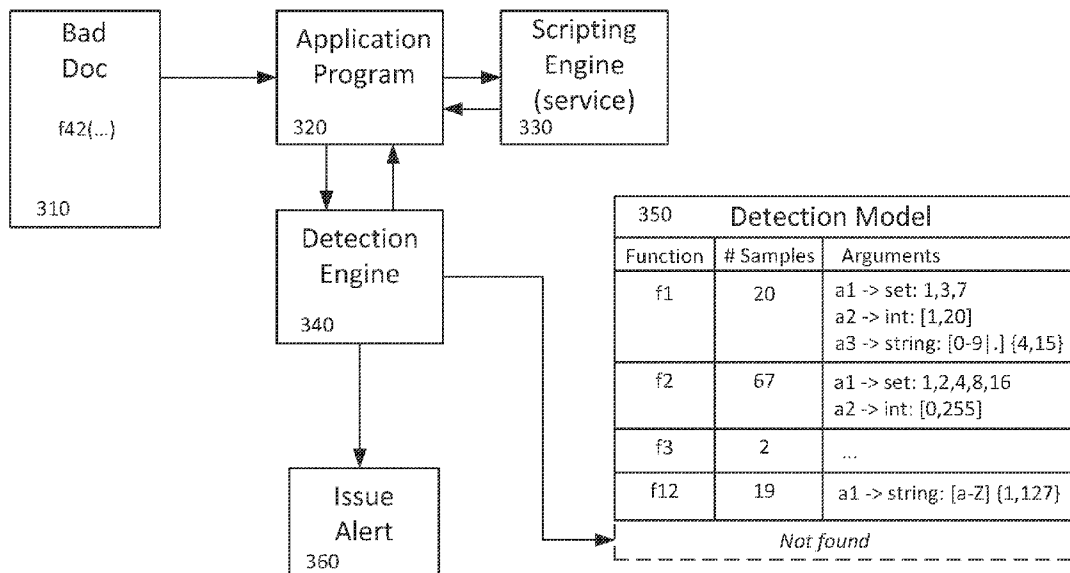 Bad
Doc
f42(...)
310
Application
Program
320
Scripting
Engine
(service)
330
Detection
Engine
340
Issue
Alert
360
350 Detection Model
Function # Samples Arguments
f1 20 a1 -> set: 1,3,7
a2 -> int: [1,20]
a3 -> string: [0-9|.] {4,15}
f2 67 a1 -> set: 1,2,4,8,16
a2 -> int: [0,255]
f3 2 ...
f12 19 a1 -> string: [a-Z] {1,127}
Not found